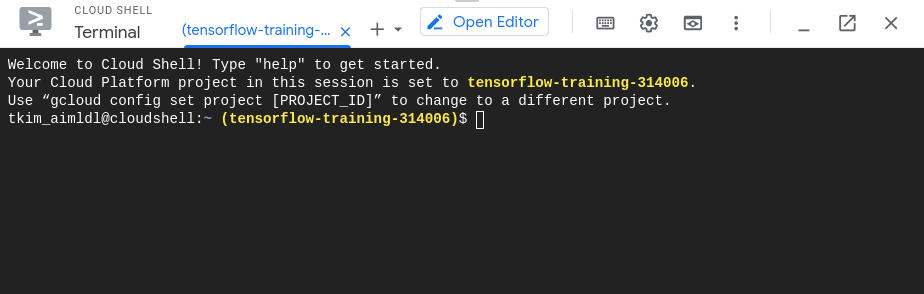 CLOUD SHELL
Terminal
(tensorflow-training-...
Open Editor
Welcome to Cloud Shell! Type "help" to get started.
Your Cloud Platform project in this session is set to tensorflow-training-314006.
Use “gcloud config set project [PROJECT_ID]” to change to a different project.
tkim_aimldl@cloudshell:~ (tensorflow-training-314006)$